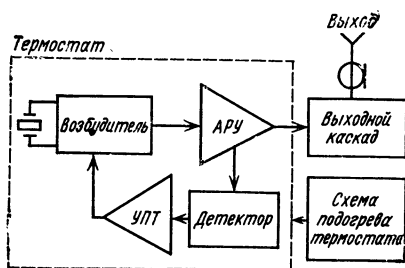 Выход
Термостат
Возбудитель
АРУ
Выходной
каскад
УПТ
Детектор
Схема
подогрева
термостата